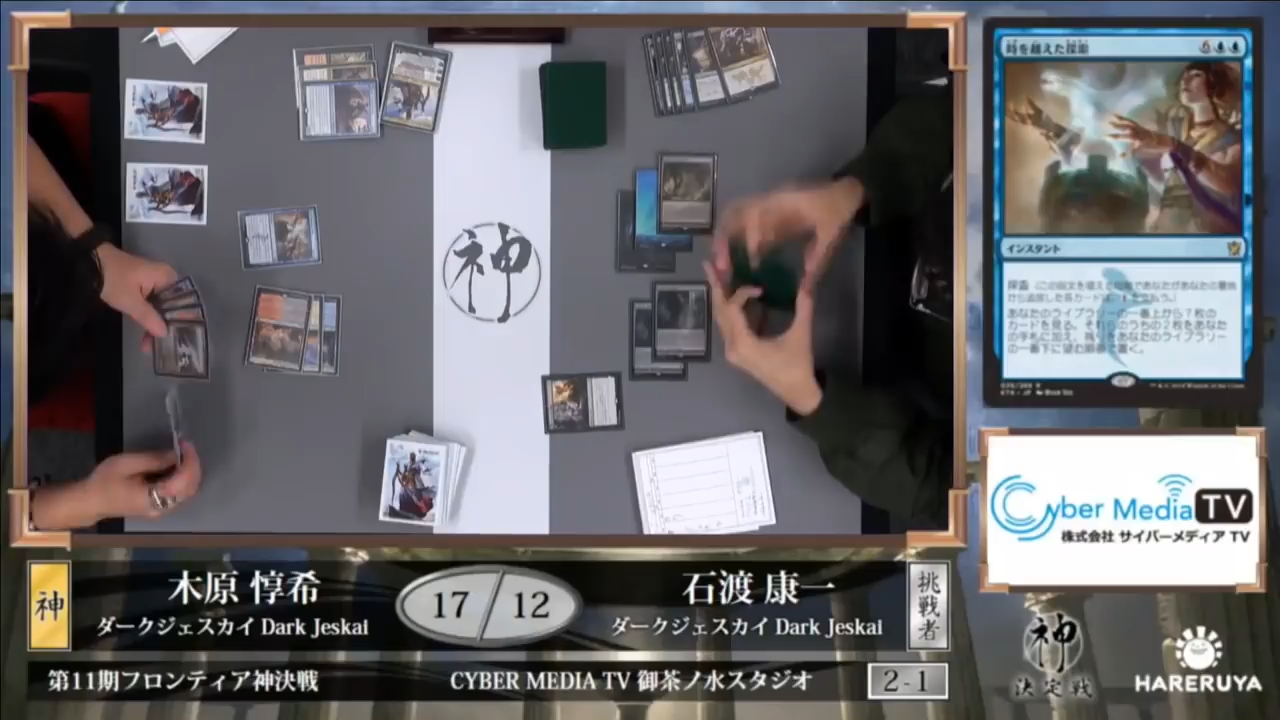 時を越えた探索
6
インスタント
あなたのライブラリーの一番上から7枚の
カードを見る。それらのうちの2枚をあなた
の手札に加え、残りをあなたのライブラリー
の一番下に望む順番で置く。
神
Cyber Media TV
株式会社 サイバーメディア TV
神
木原 惇希
ダークジェスカイ Dark Jeskai
17 / 12
石渡 康一
ダークジェスカイ Dark Jeskai
挑戦者
第11期フロンティア神決戦
CYBER MEDIA TV 御茶ノ水スタジオ
2-1
神
決定戦
HARERUYA